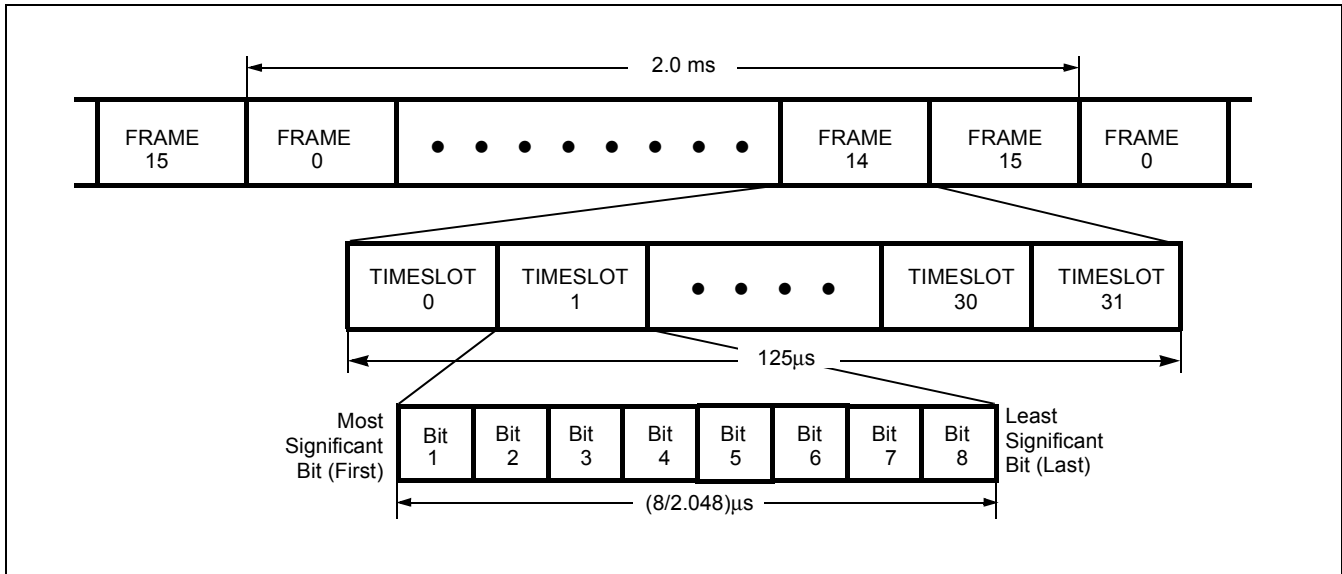 2.0 ms
FRAME 15
FRAME 0
FRAME 14
FRAME 15
FRAME 0
TIMESLOT 0
TIMESLOT 1
TIMESLOT 30
TIMESLOT 31
125µs
Most
Significant
Bit (First)
Bit 1
Bit 2
Bit 3
Bit 4
Bit 5
Bit 6
Bit 7
Bit 8
Least
Significant
Bit (Last)
(8/2.048)µs